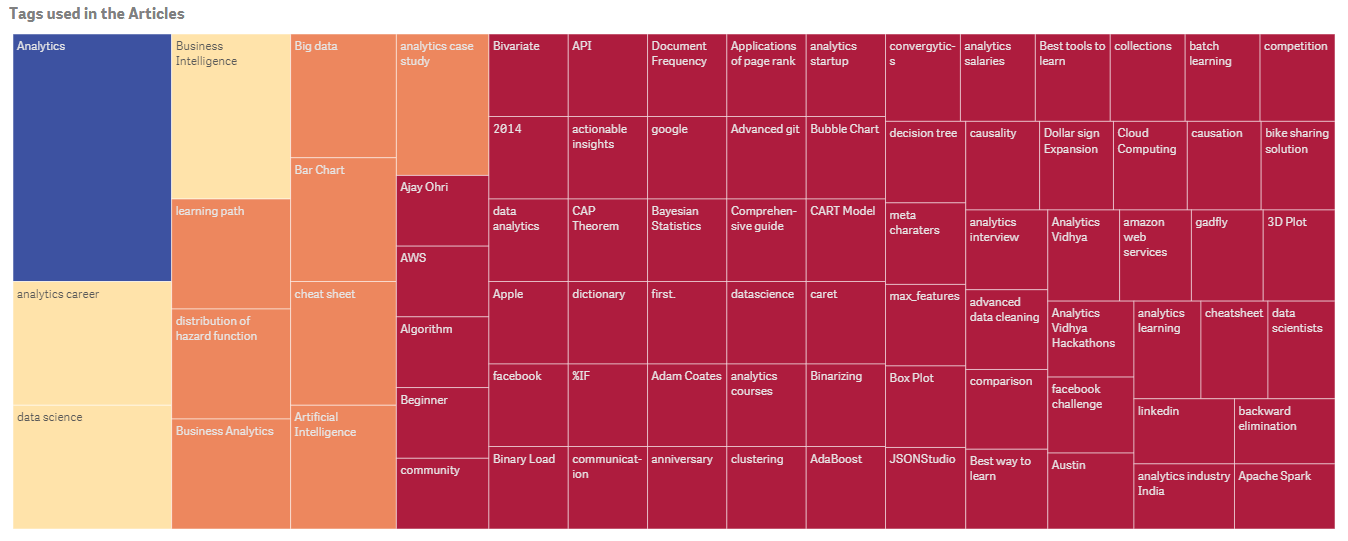 Tags used in the Articles
Analytics
analytics career
data science
Business
Intelligence
learning path
distribution of
hazard function
Business Analytics
Big data
Bar Chart
cheat sheet
Artificial
Intelligence
analytics case
study
Ajay Ohri
AWS
Algorithm
Beginner
community
Bivariate
2014
data
analytics
Apple
facebook
Binary Load
API
actionable
insights
CAP
Theorem
dictionary
%IF
communicat-
ion
Document
Frequency
google
Bayesian
Statistics
first.
Adam Coates
anniversary
Applications
of page rank
Advanced git
Comprehen-
sive guide
datascience
analytics
courses
clustering
analytics
startup
Bubble Chart
CART Model
caret
Binarizing
AdaBoost
convergytic-
s
analytics
salaries
Best tools to
learn
collections
batch
learning
competition
decision tree
meta
charaters
max_features
Box Plot
JSONStudio
causality
Dollar sign
Expansion
Cloud
Computing
causation
bike sharing
solution
analytics
interview
advanced
data cleaning
comparison
Best way to
learn
Analytics
Vidhya
amazon
web
services
gadfly
3D Plot
Analytics
Vidhya
Hackathons
facebook
challenge
Austin
analytics
learning
cheatsheet
data
scientists
linkedin
backward
elimination
analytics industry
India
Apache Spark